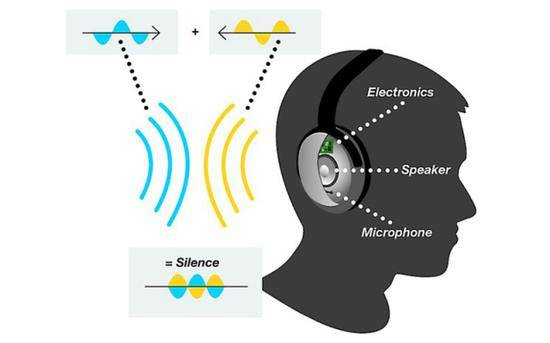 +
Electronics
Speaker
Microphone
= Silence